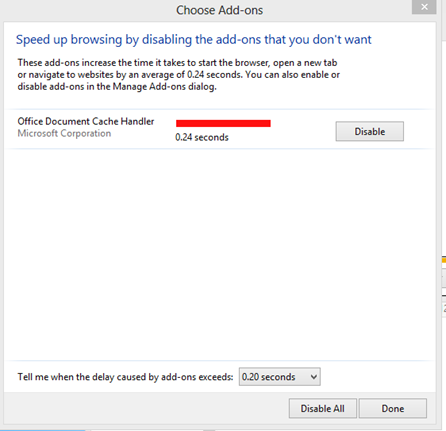 Choose Add-ons
Speed up browsing by disabling the add-ons that you don't want
These add-ons increase the time it takes to start the browser, open a new tab
or navigate to websites by an average of 0.24 seconds. You can also enable or
disable add-ons in the Manage Add-ons dialog.
Office Document Cache Handler
Microsoft Corporation
0.24 seconds
Disable
Tell me when the delay caused by add-ons exceeds: 0.20 seconds
Disable All
Done